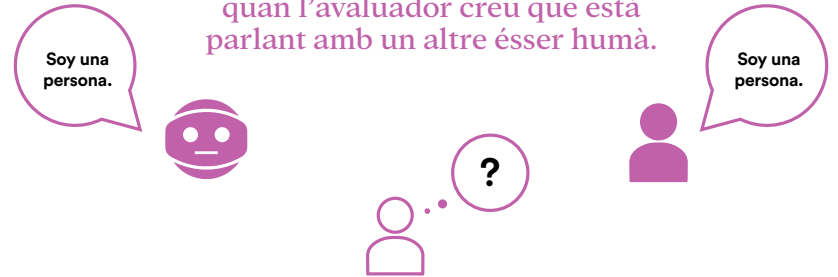 quan l’avaluador creu que està
parlant amb un altre ésser humà.
Soy una
persona.
Soy una
persona.
?